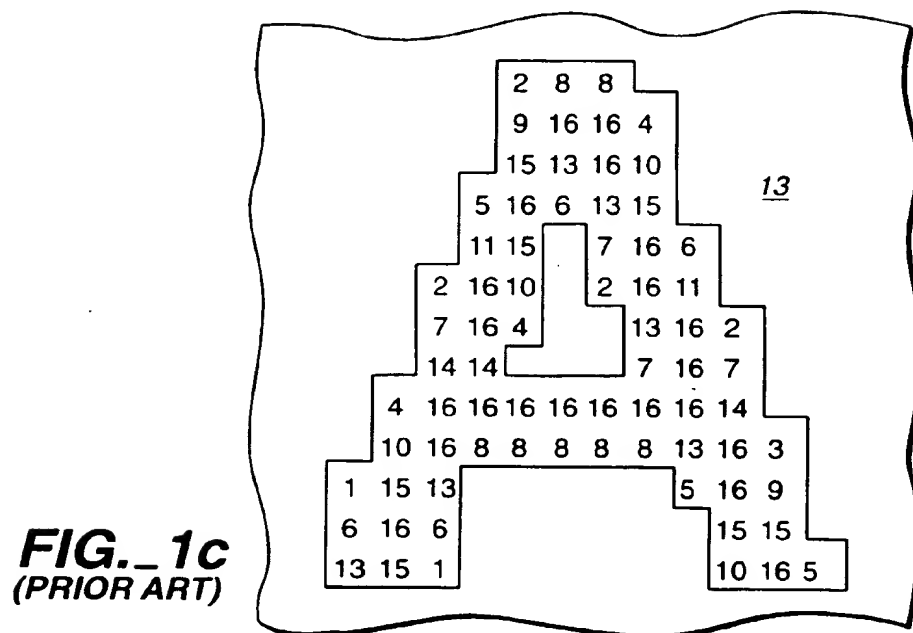 2 8 8
9 16 16 4
15 13 16 10
13
5 16 6 13 15
11 15 7 16 6
2 16 10 2 16 11
7 16 4 13 16 2
14 14 7 16 7
4 16 16 16 16 16 16 16 14
10 16 8 8 8 8 8 13 16 3
1 15 13 5 16 9
6 16 6 15 15
13 15 1 10 16 5
FIG._1c
(PRIOR ART)